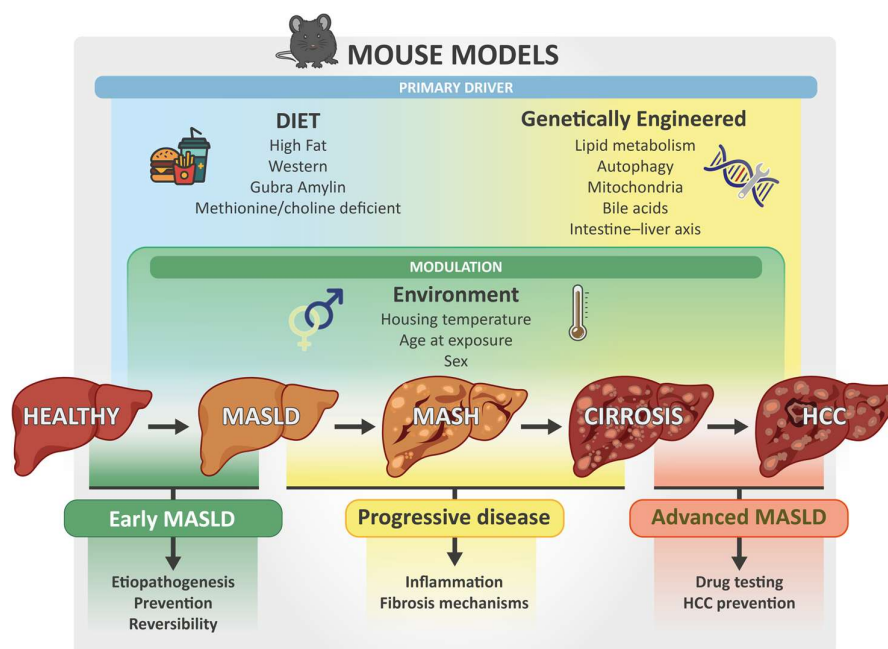 MOUSE MODELS
PRIMARY DRIVER
DIET
High Fat
Western
Gubra Amylin
Methionine/choline deficient
Genetically Engineered
Lipid metabolism
Autophagy
Mitochondria
Bile acids
Intestine–liver axis
MODULATION
Environment
Housing temperature
Age at exposure
Sex
HEALTHY
MASLD
MASH
CIRROSIS
HCC
Early MASLD
Etiopathogenesis
Prevention
Reversibility
Progressive disease
Inflammation
Fibrosis mechanisms
Advanced MASLD
Drug testing
HCC prevention